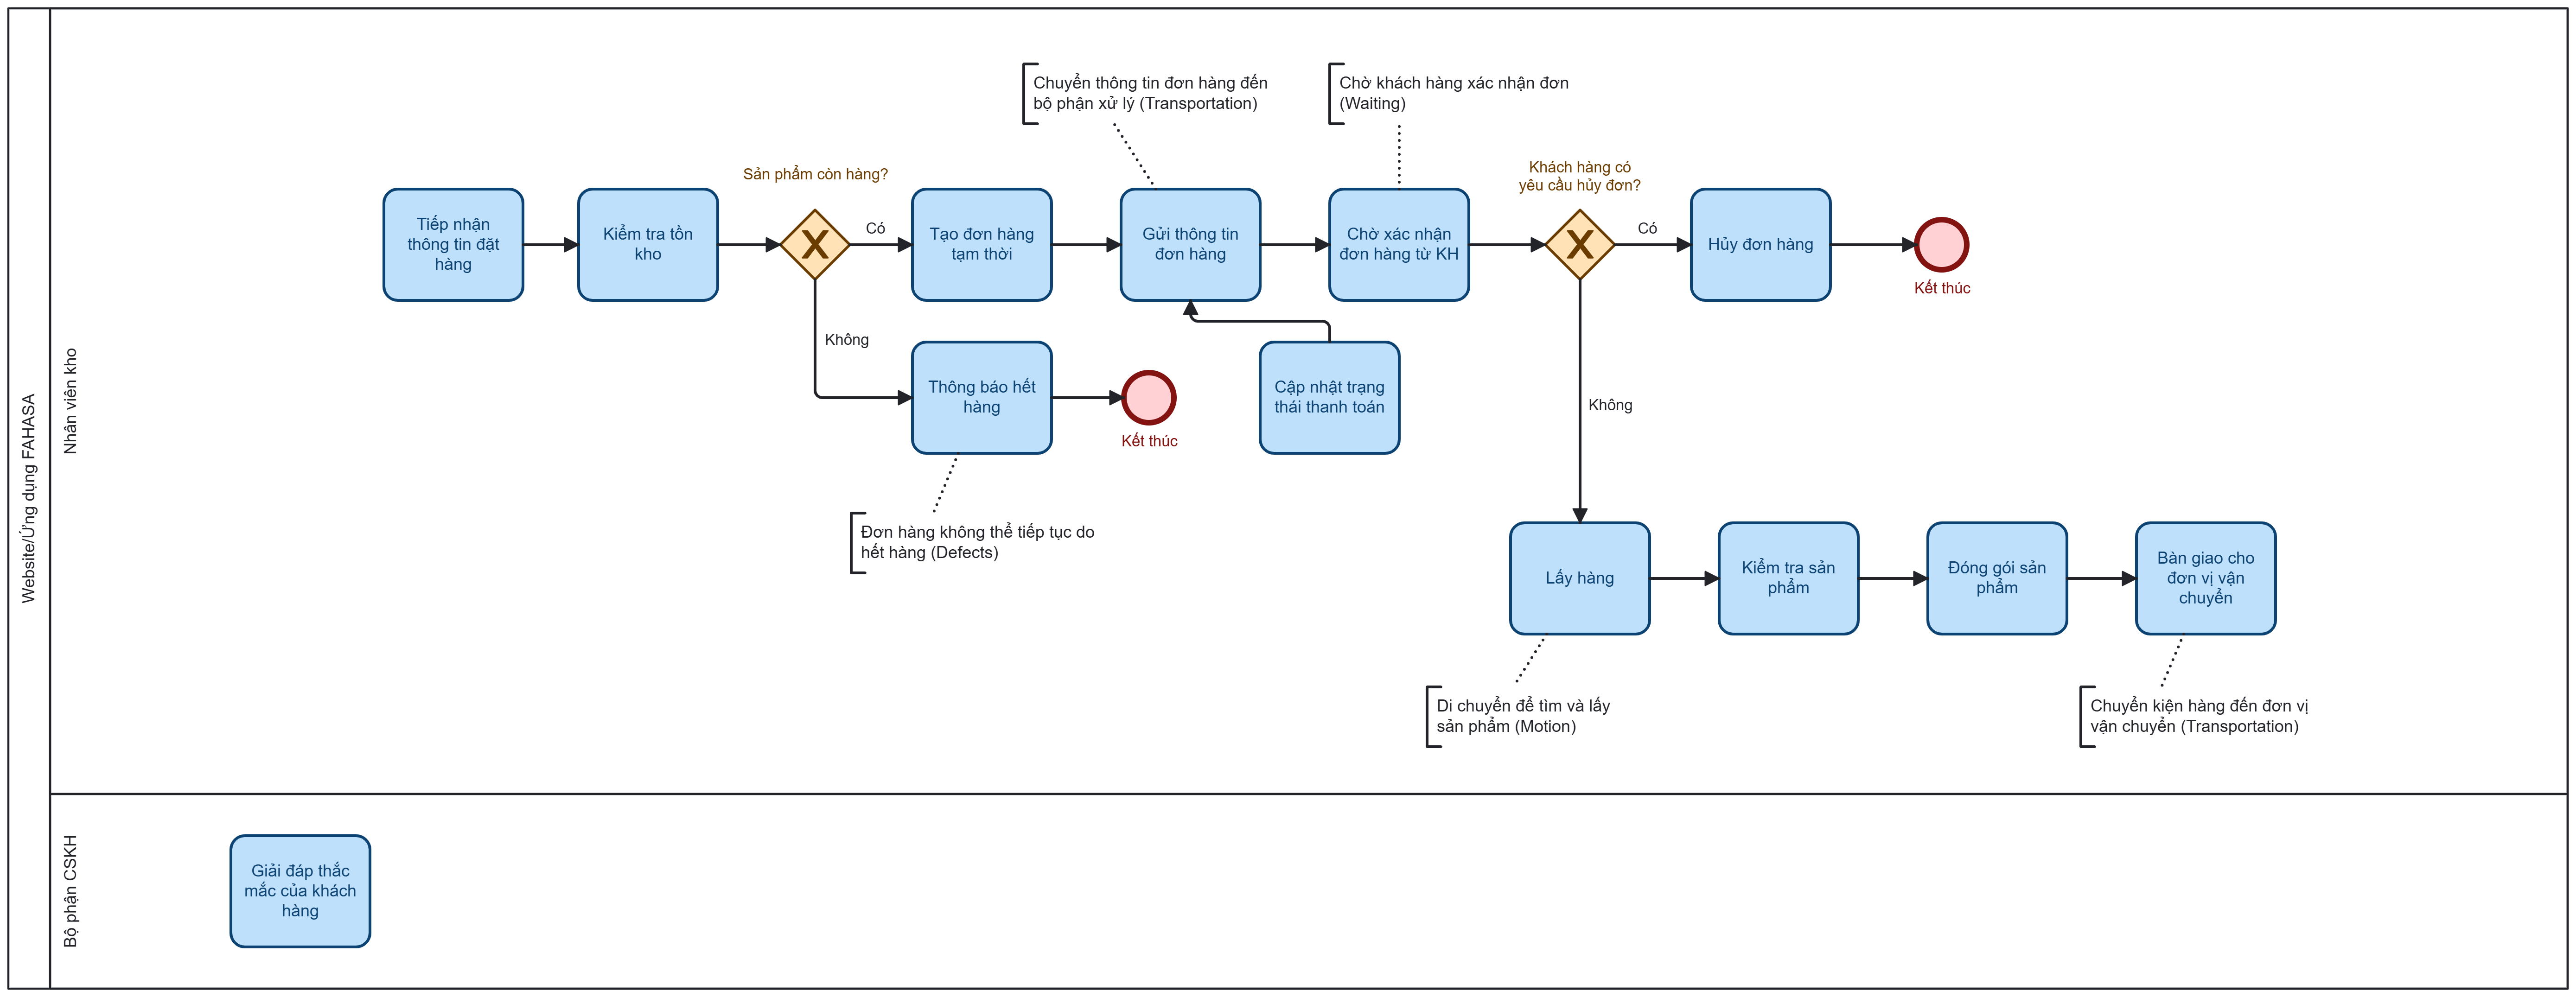 Website/Ứng dụng FAHASA
Nhân viên kho
Chuyển thông tin đơn hàng đến
bộ phận xử lý (Transportation)
Chờ khách hàng xác nhận đơn
(Waiting)
Sản phẩm còn hàng?
Khách hàng có
yêu cầu hủy đơn?
Tiếp nhận
thông tin đặt
hàng
Kiểm tra tồn
kho
Có
Tạo đơn hàng
tạm thời
Gửi thông tin
đơn hàng
Chờ xác nhận
đơn hàng từ KH
Có
Hủy đơn hàng
Kết thúc
Không
Thông báo hết
hàng
Kết thúc
Cập nhật trạng
thái thanh toán
Không
Đơn hàng không thể tiếp tục do
hết hàng (Defects)
Lấy hàng
Kiểm tra sản
phẩm
Đóng gói sản
phẩm
Bàn giao cho
đơn vị vận
chuyển
Di chuyển để tìm và lấy
sản phẩm (Motion)
Chuyển kiện hàng đến đơn vị
vận chuyển (Transportation)
Bộ phận CSKH
Giải đáp thắc
mắc của khách
hàng